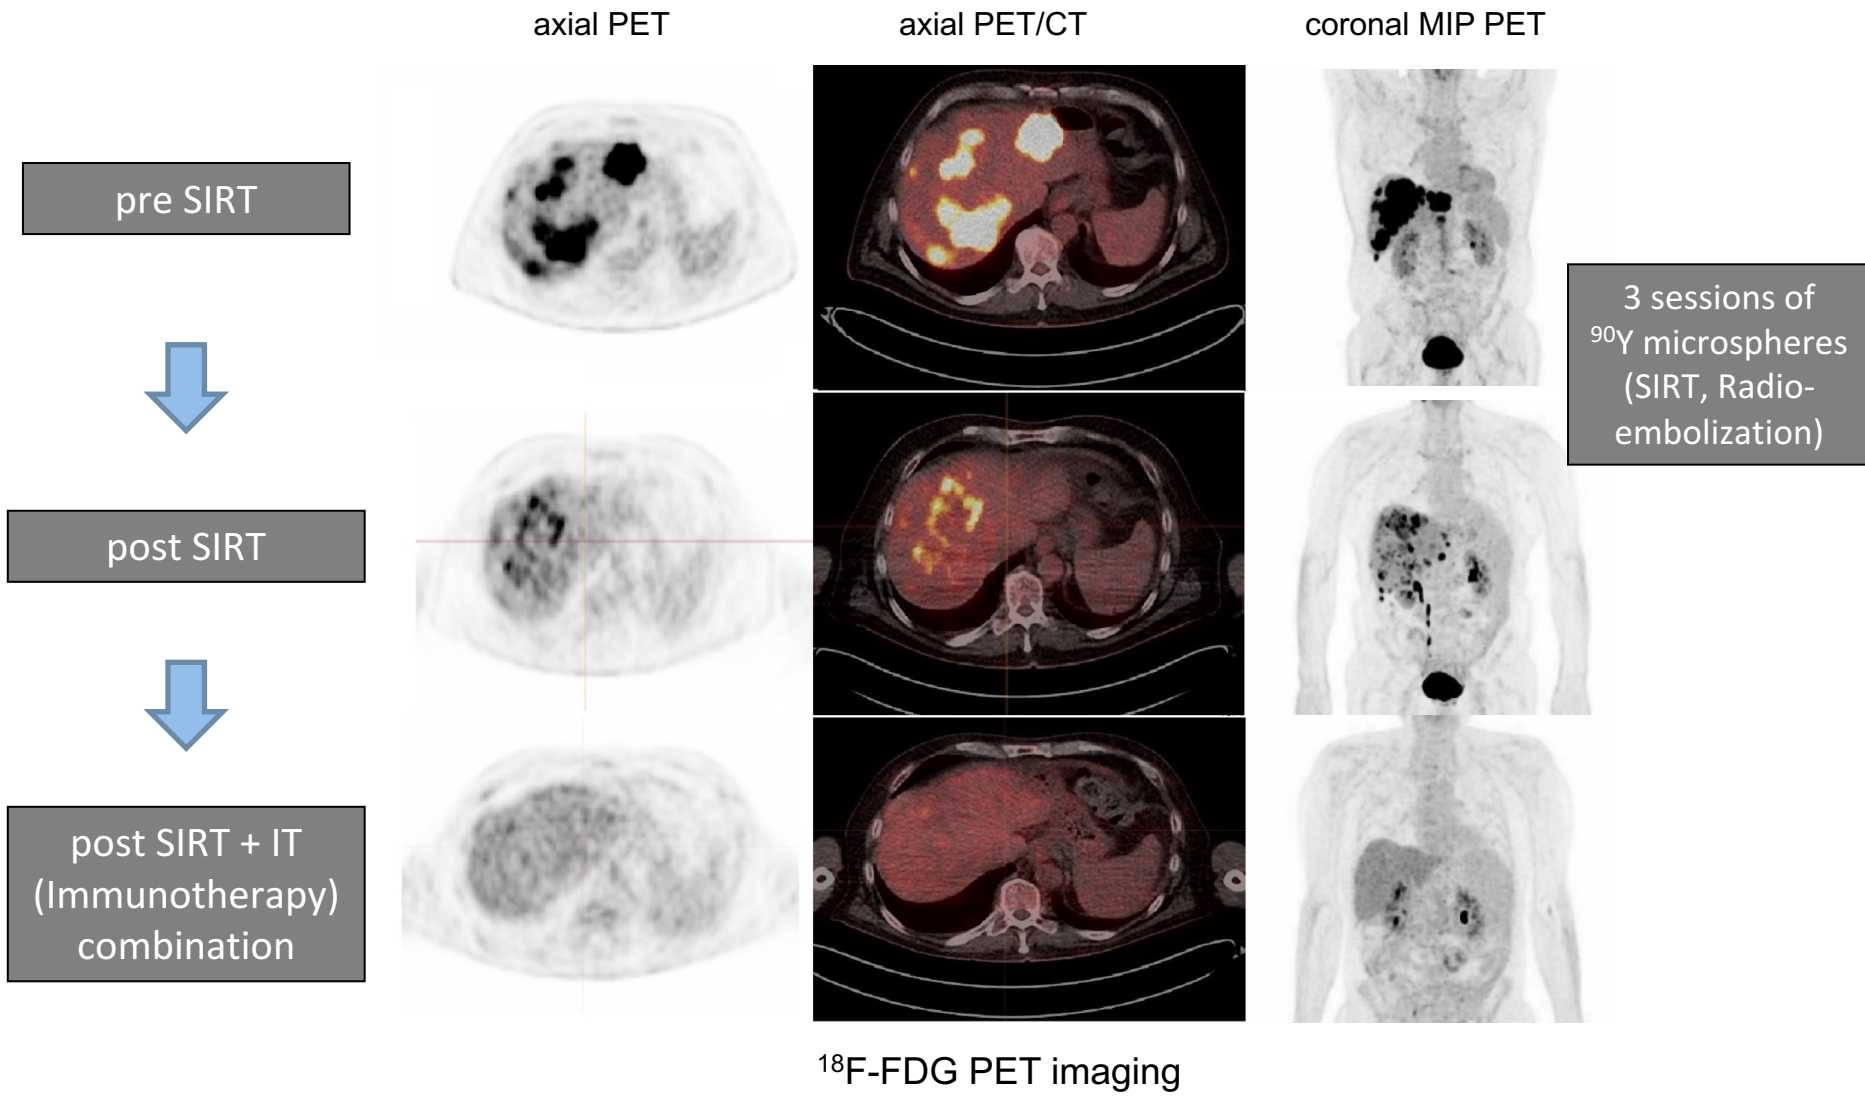 axial PET
axial PET/CT
coronal MIP PET
pre SIRT
3 sessions of
⁹⁰Y microspheres
(SIRT, Radio-
embolization)
post SIRT
post SIRT + IT
(Immunotherapy)
combination
¹⁸F-FDG PET imaging